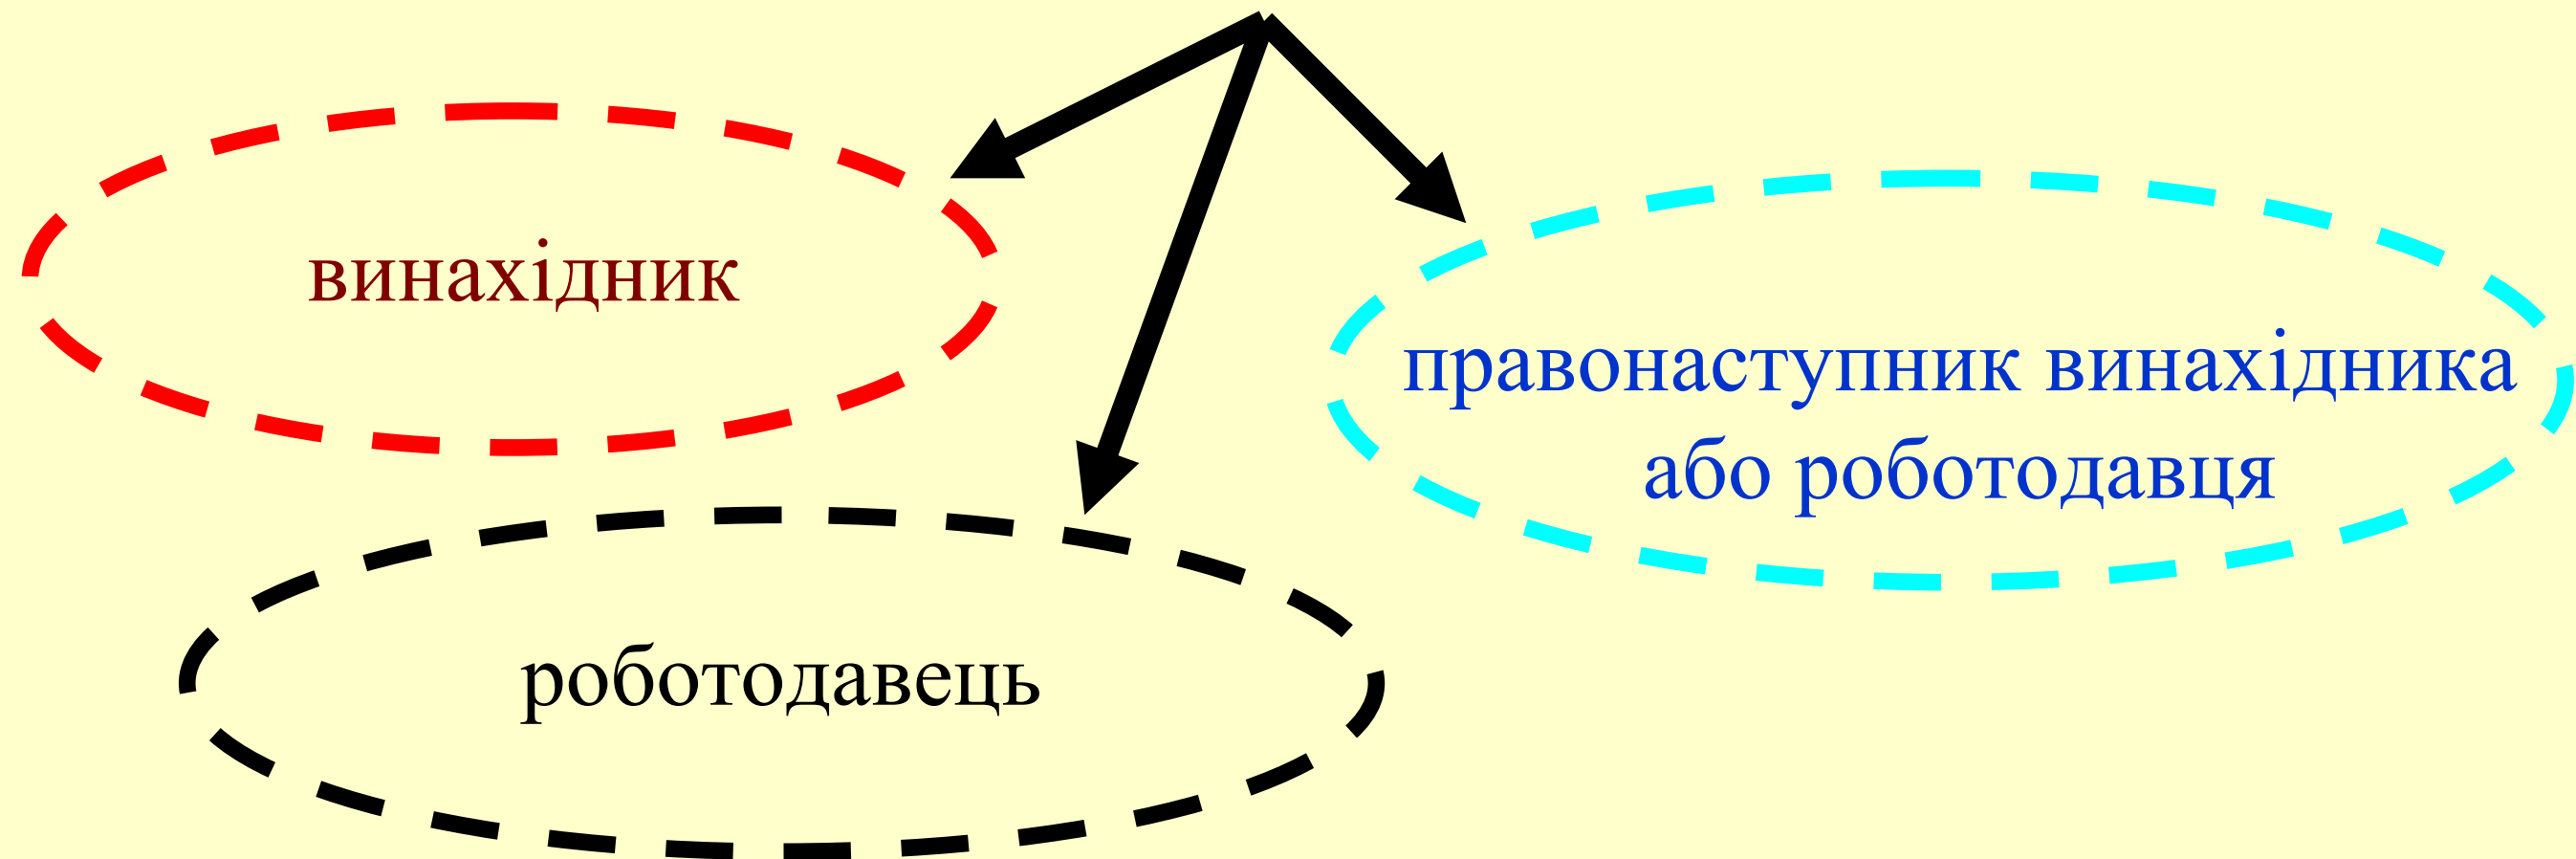 винахідник
правонаступник винахідника
або роботодавця
роботодавець